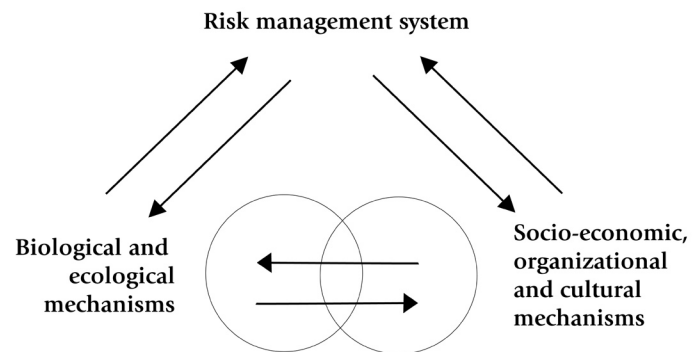 Risk management system
Biological and
ecological
mechanisms
Socio-economic,
organizational
and cultural
mechanisms